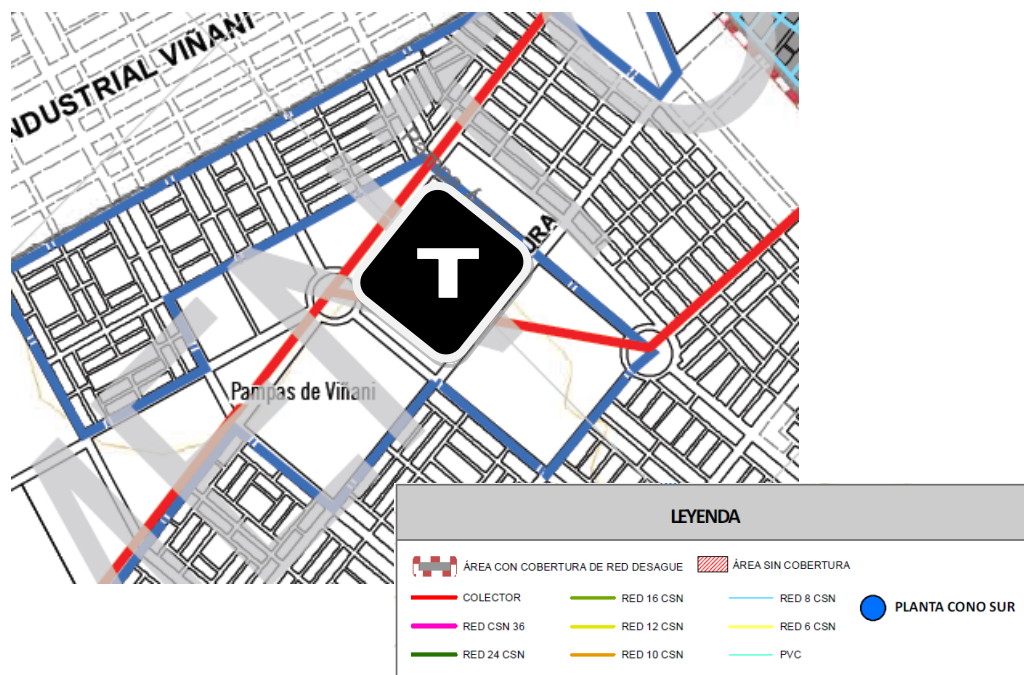 NDUSTRIAL VIÑANI
URA
T
Pampas de Viñani
LEYENDA
ÁREA CON COBERTURA DE RED DESAGUE
ÁREA SIN COBERTURA
COLECTOR
RED 16 CSN
RED 8 CSN
PLANTA CONO SUR
RED CSN 36
RED 12 CSN
RED 6 CSN
RED 24 CSN
RED 10 CSN
PVC